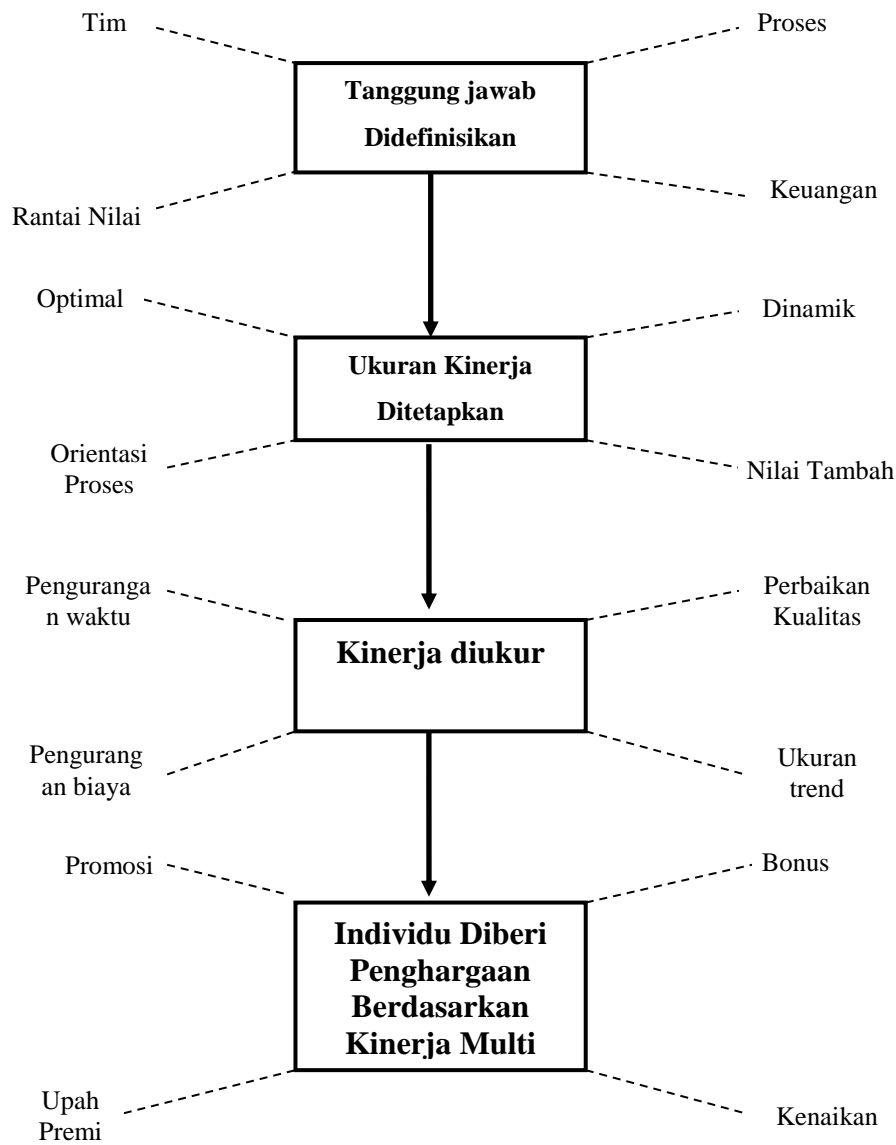 Tim
Proses
Tanggung jawab
Didefinisikan
Rantai Nilai
Keuangan
Optimal
Dinamik
Ukuran Kinerja
Ditetapkan
Orientasi
Proses
Nilai Tambah
Penguranga
n waktu
Perbaikan
Kualitas
Kinerja diukur
Pengurang
an biaya
Ukuran
trend
Promosi
Bonus
Individu Diberi
Penghargaan
Berdasarkan
Kinerja Multi
Upah
Premi
Kenaikan